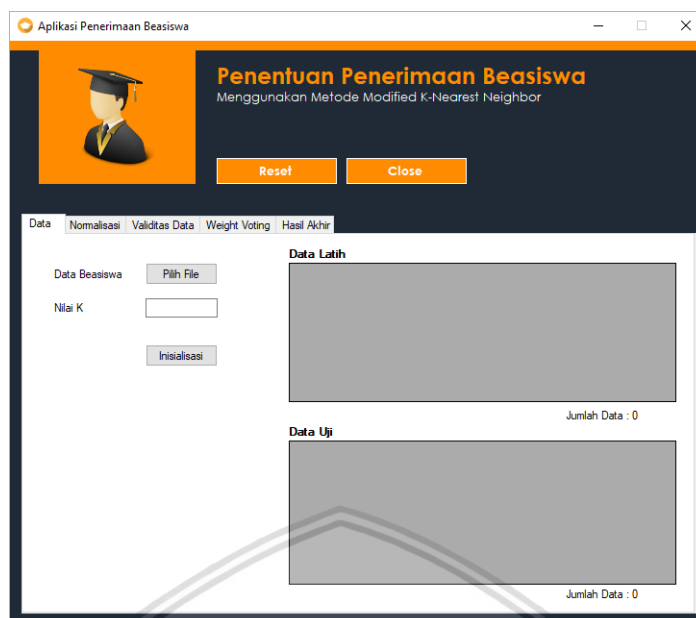 Aplikasi Penerimaan Beasiswa
Penentuan Penerimaan Beasiswa
Menggunakan Metode Modified K-Nearest Neighbor
Reset Close
Data Normalisasi Validitas Data Weight Voting Hasil Akhir
Data Beasiswa Pilih File
Nilai K
Inisialisasi
Data Latih
Jumlah Data : 0
Data Uji
Jumlah Data : 0